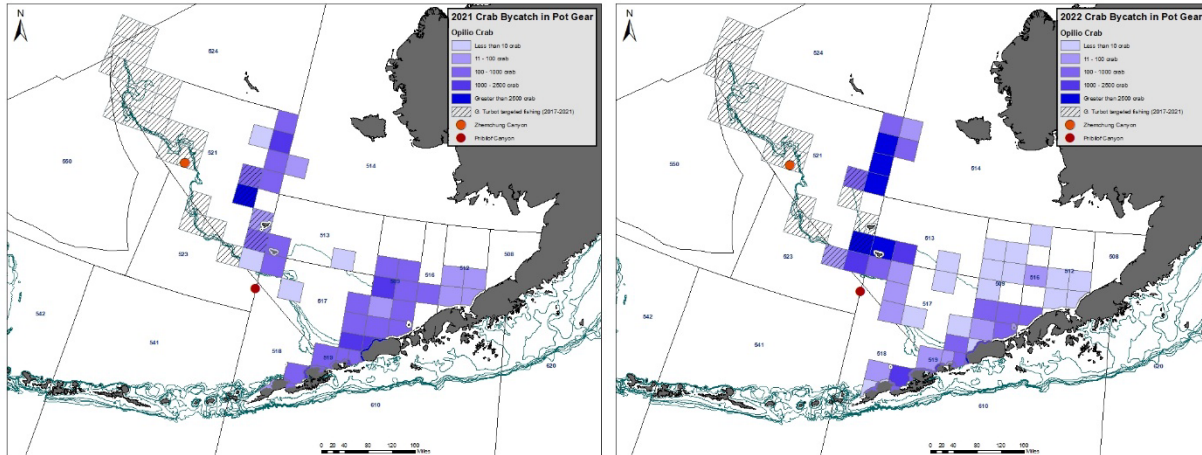 N
2021 Crab Bycatch in Pot Gear
Opilio Crab
Less than 10 crab
11 - 100 crab
100 - 1000 crab
1000 - 2500 crab
Greater than 2500 crab
G. Turbot targeted fishing (2017-2021)
Zhemchung Canyon
Pribilof Canyon
524
521
514
550
513
523
508
516
512
509
517
542
541
518
519
620
610
0 20 40 80 120 160
Miles
N
2022 Crab Bycatch in Pot Gear
Opilio Crab
Less than 10 crab
11 - 100 crab
100 - 1000 crab
1000 - 2500 crab
Greater than 2500 crab
G. Turbot targeted fishing (2017-2021)
Zhemchung Canyon
Pribilof Canyon
524
521
514
550
513
523
508
516
512
509
517
542
541
518
519
620
610
0 20 40 80 120 160
Miles